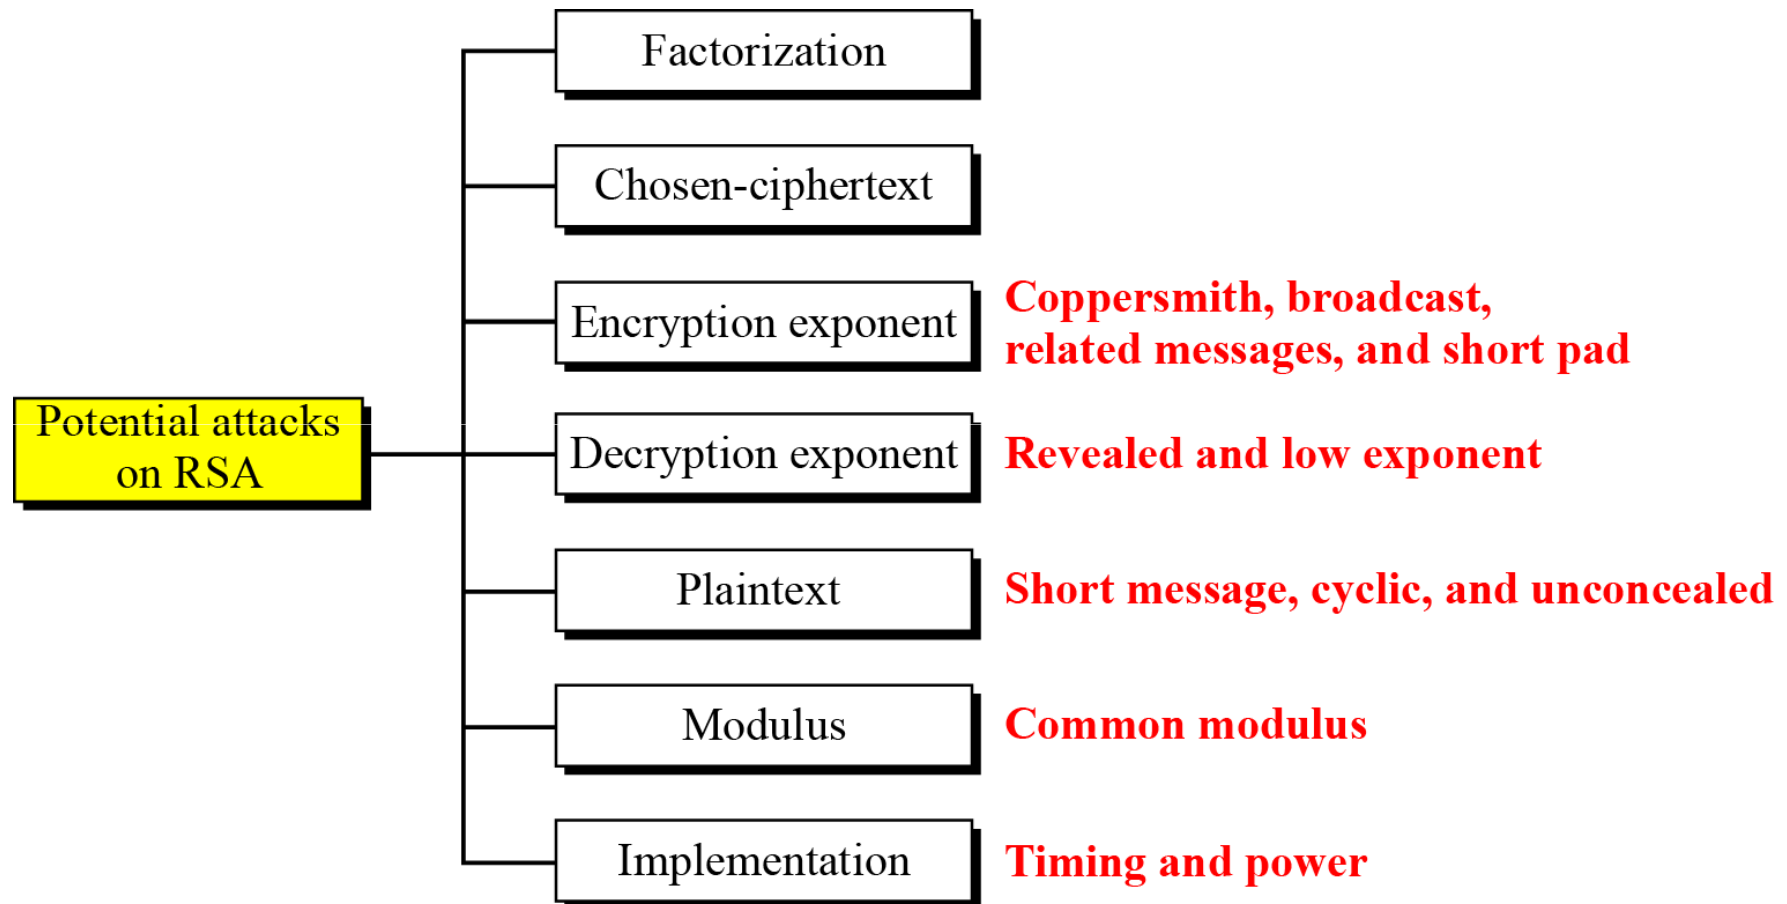 Factorization
Chosen-ciphertext
Encryption exponent
Coppersmith, broadcast,
related messages, and short pad
Potential attacks
on RSA
Decryption exponent
Revealed and low exponent
Plaintext
Short message, cyclic, and unconcealed
Modulus
Common modulus
Implementation
Timing and power